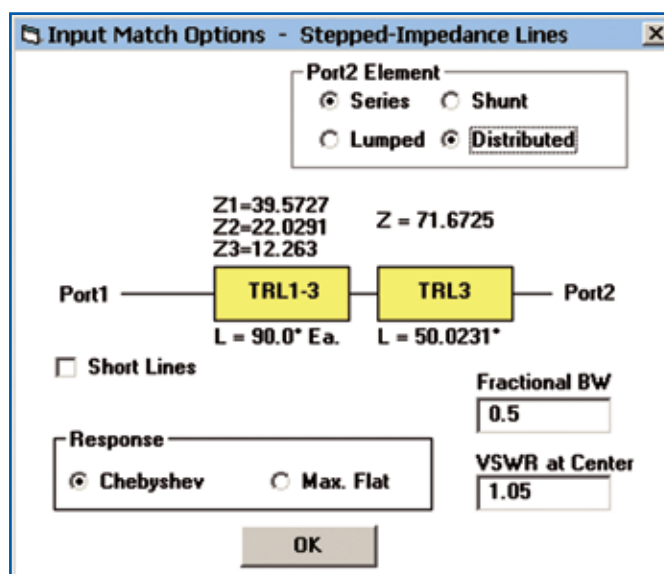 Input Match Options - Stepped-Impedance Lines
Port2 Element
Series Shunt
Lumped Distributed
Z1=39.5727
Z2=22.0291
Z3=12.263
Z = 71.6725
Port1 TRL1-3 TRL3 Port2
L = 90.0° Ea. L = 50.0231°
Short Lines
Fractional BW
0.5
Response
Chebyshev Max. Flat
VSWR at Center
1.05
OK